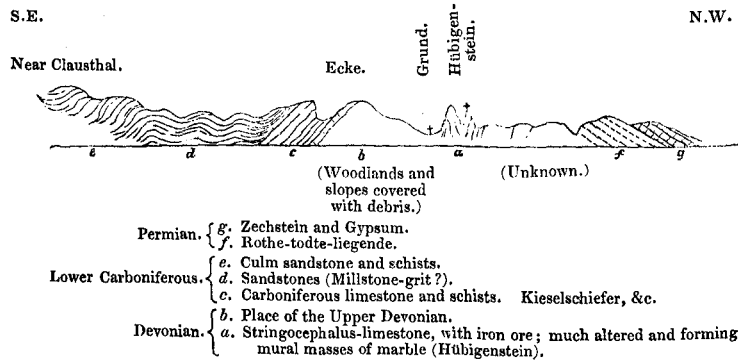 S.E.
N.W.
Near Clausthal.
Ecke.
Grund.
Hübigen-
stein.
e
d
c
b
a
f
g
(Woodlands and
slopes covered
with debris.)
(Unknown.)
Permian.
g. Zechstein and Gypsum.
f. Rothe-todte-liegende.
Lower Carboniferous.
e. Culm sandstone and schists.
d. Sandstones (Millstone-grit?).
c. Carboniferous limestone and schists. Kieselschiefer, &c.
Devonian.
b. Place of the Upper Devonian.
a. Stringocephalus-limestone, with iron ore; much altered and forming
mural masses of marble (Hübigenstein).